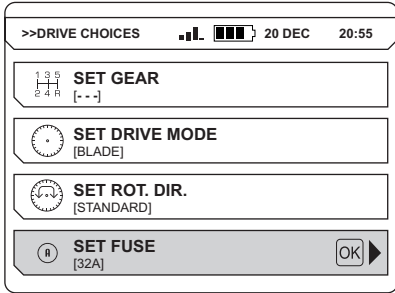 >>DRIVE CHOICES 20 DEC 20:55
1 3 5
2 4 R
SET GEAR
[- - -]
SET DRIVE MODE
[BLADE]
SET ROT. DIR.
[STANDARD]
A
SET FUSE
[32A]
OK